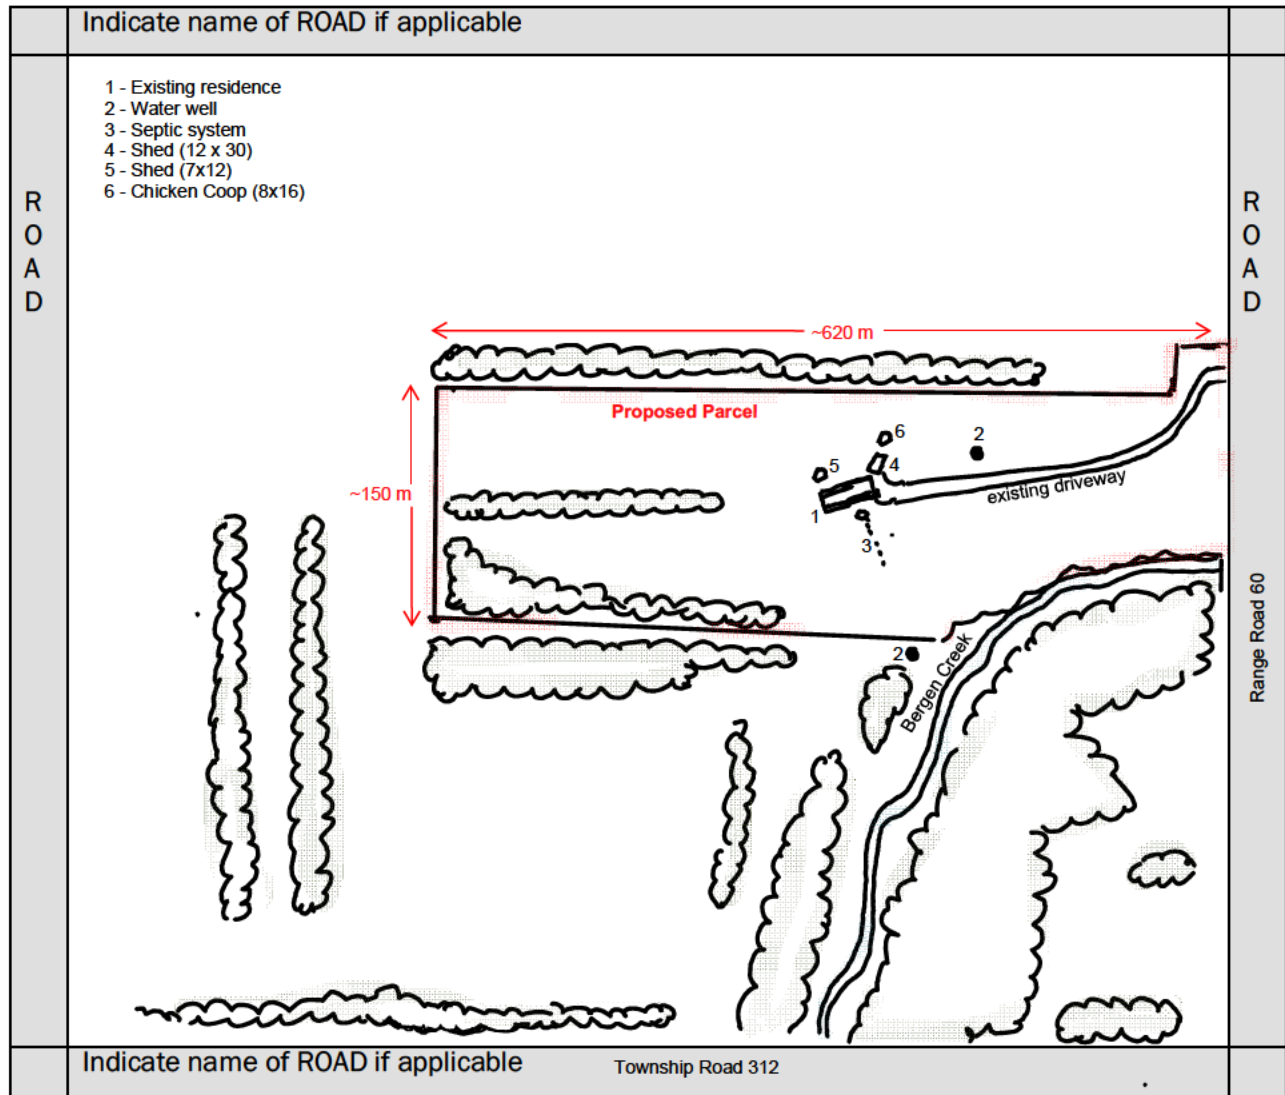 Indicate name of ROAD if applicable
1 - Existing residence
2 - Water well
3 - Septic system
4 - Shed (12 x 30)
5 - Shed (7x12)
6 - Chicken Coop (8x16)
ROAD
ROAD
~620 m
Proposed Parcel
6
2
5
4
~150 m
existing driveway
1
3
2
Bergen Creek
Range Road 60
Indicate name of ROAD if applicable
Township Road 312